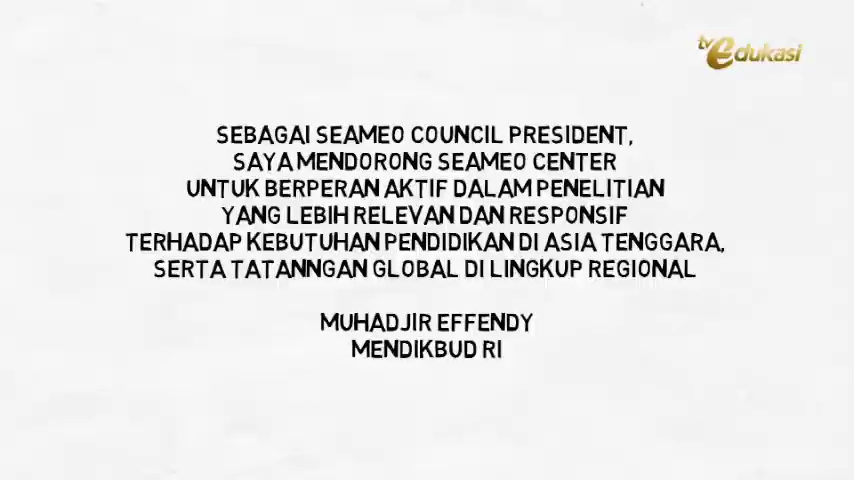 tv edukasi
SEBAGAI SEAMEO COUNCIL PRESIDENT,
SAYA MENDORONG SEAMEO CENTER
UNTUK BERPERAN AKTIF DALAM PENELITIAN
YANG LEBIH RELEVAN DAN RESPONSIF
TERHADAP KEBUTUHAN PENDIDIKAN DI ASIA TENGGARA,
SERTA TATANNGAN GLOBAL DI LINGKUP REGIONAL
MUHADJIR EFFENDY
MENDIKBUD RI